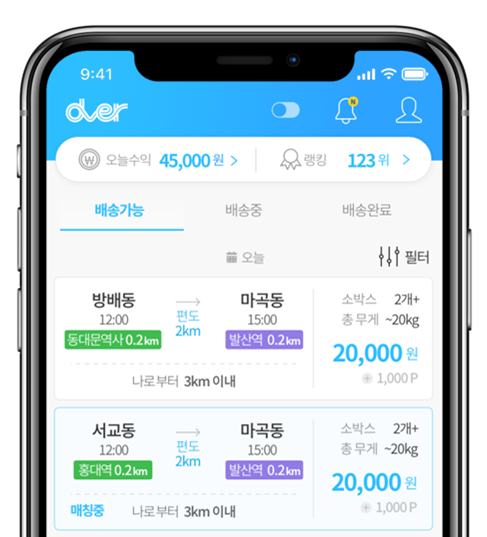 9:41
dver
N
오늘수익 45,000 원 > 랭킹 123 위 >
배송가능 배송중 배송완료
오늘 필터
방배동 → 마곡동 소박스 2개+
12:00 편도 15:00 총 무게 ~20kg
동대문역사 0.2km 2km 발산역 0.2km 20,000 원
나로부터 3km 이내 1,000 P
서교동 → 마곡동 소박스 2개+
12:00 편도 15:00 총 무게 ~20kg
홍대역 0.2km 2km 발산역 0.2km 20,000 원
매칭중 나로부터 3km 이내 1,000 P